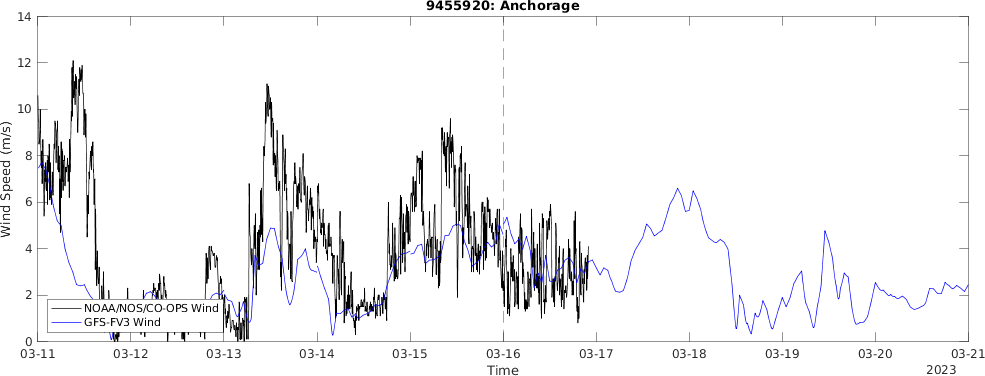 9455920: Anchorage
Wind Speed (m/s)
14
12
10
8
6
4
2
0
NOAA/NOS/CO-OPS Wind
GFS-FV3 Wind
03-11 03-12 03-13 03-14 03-15 03-16 03-17 03-18 03-19 03-20 03-21
Time
2023